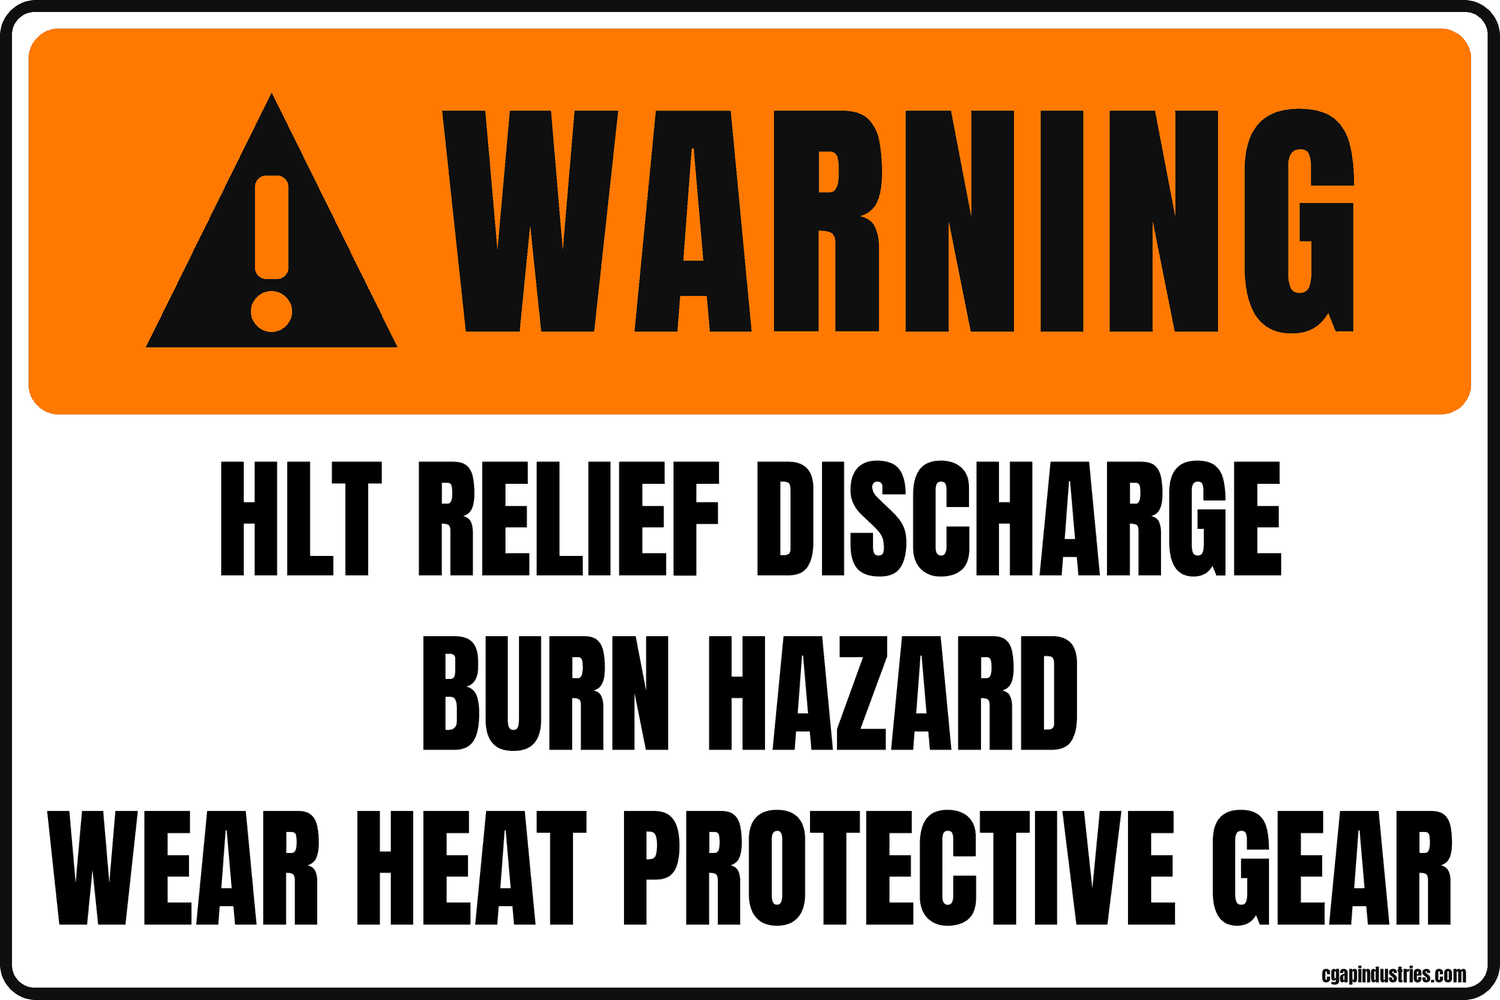 WARNING
HLT RELIEF DISCHARGE
BURN HAZARD
WEAR HEAT PROTECTIVE GEAR
cgapindustries.com